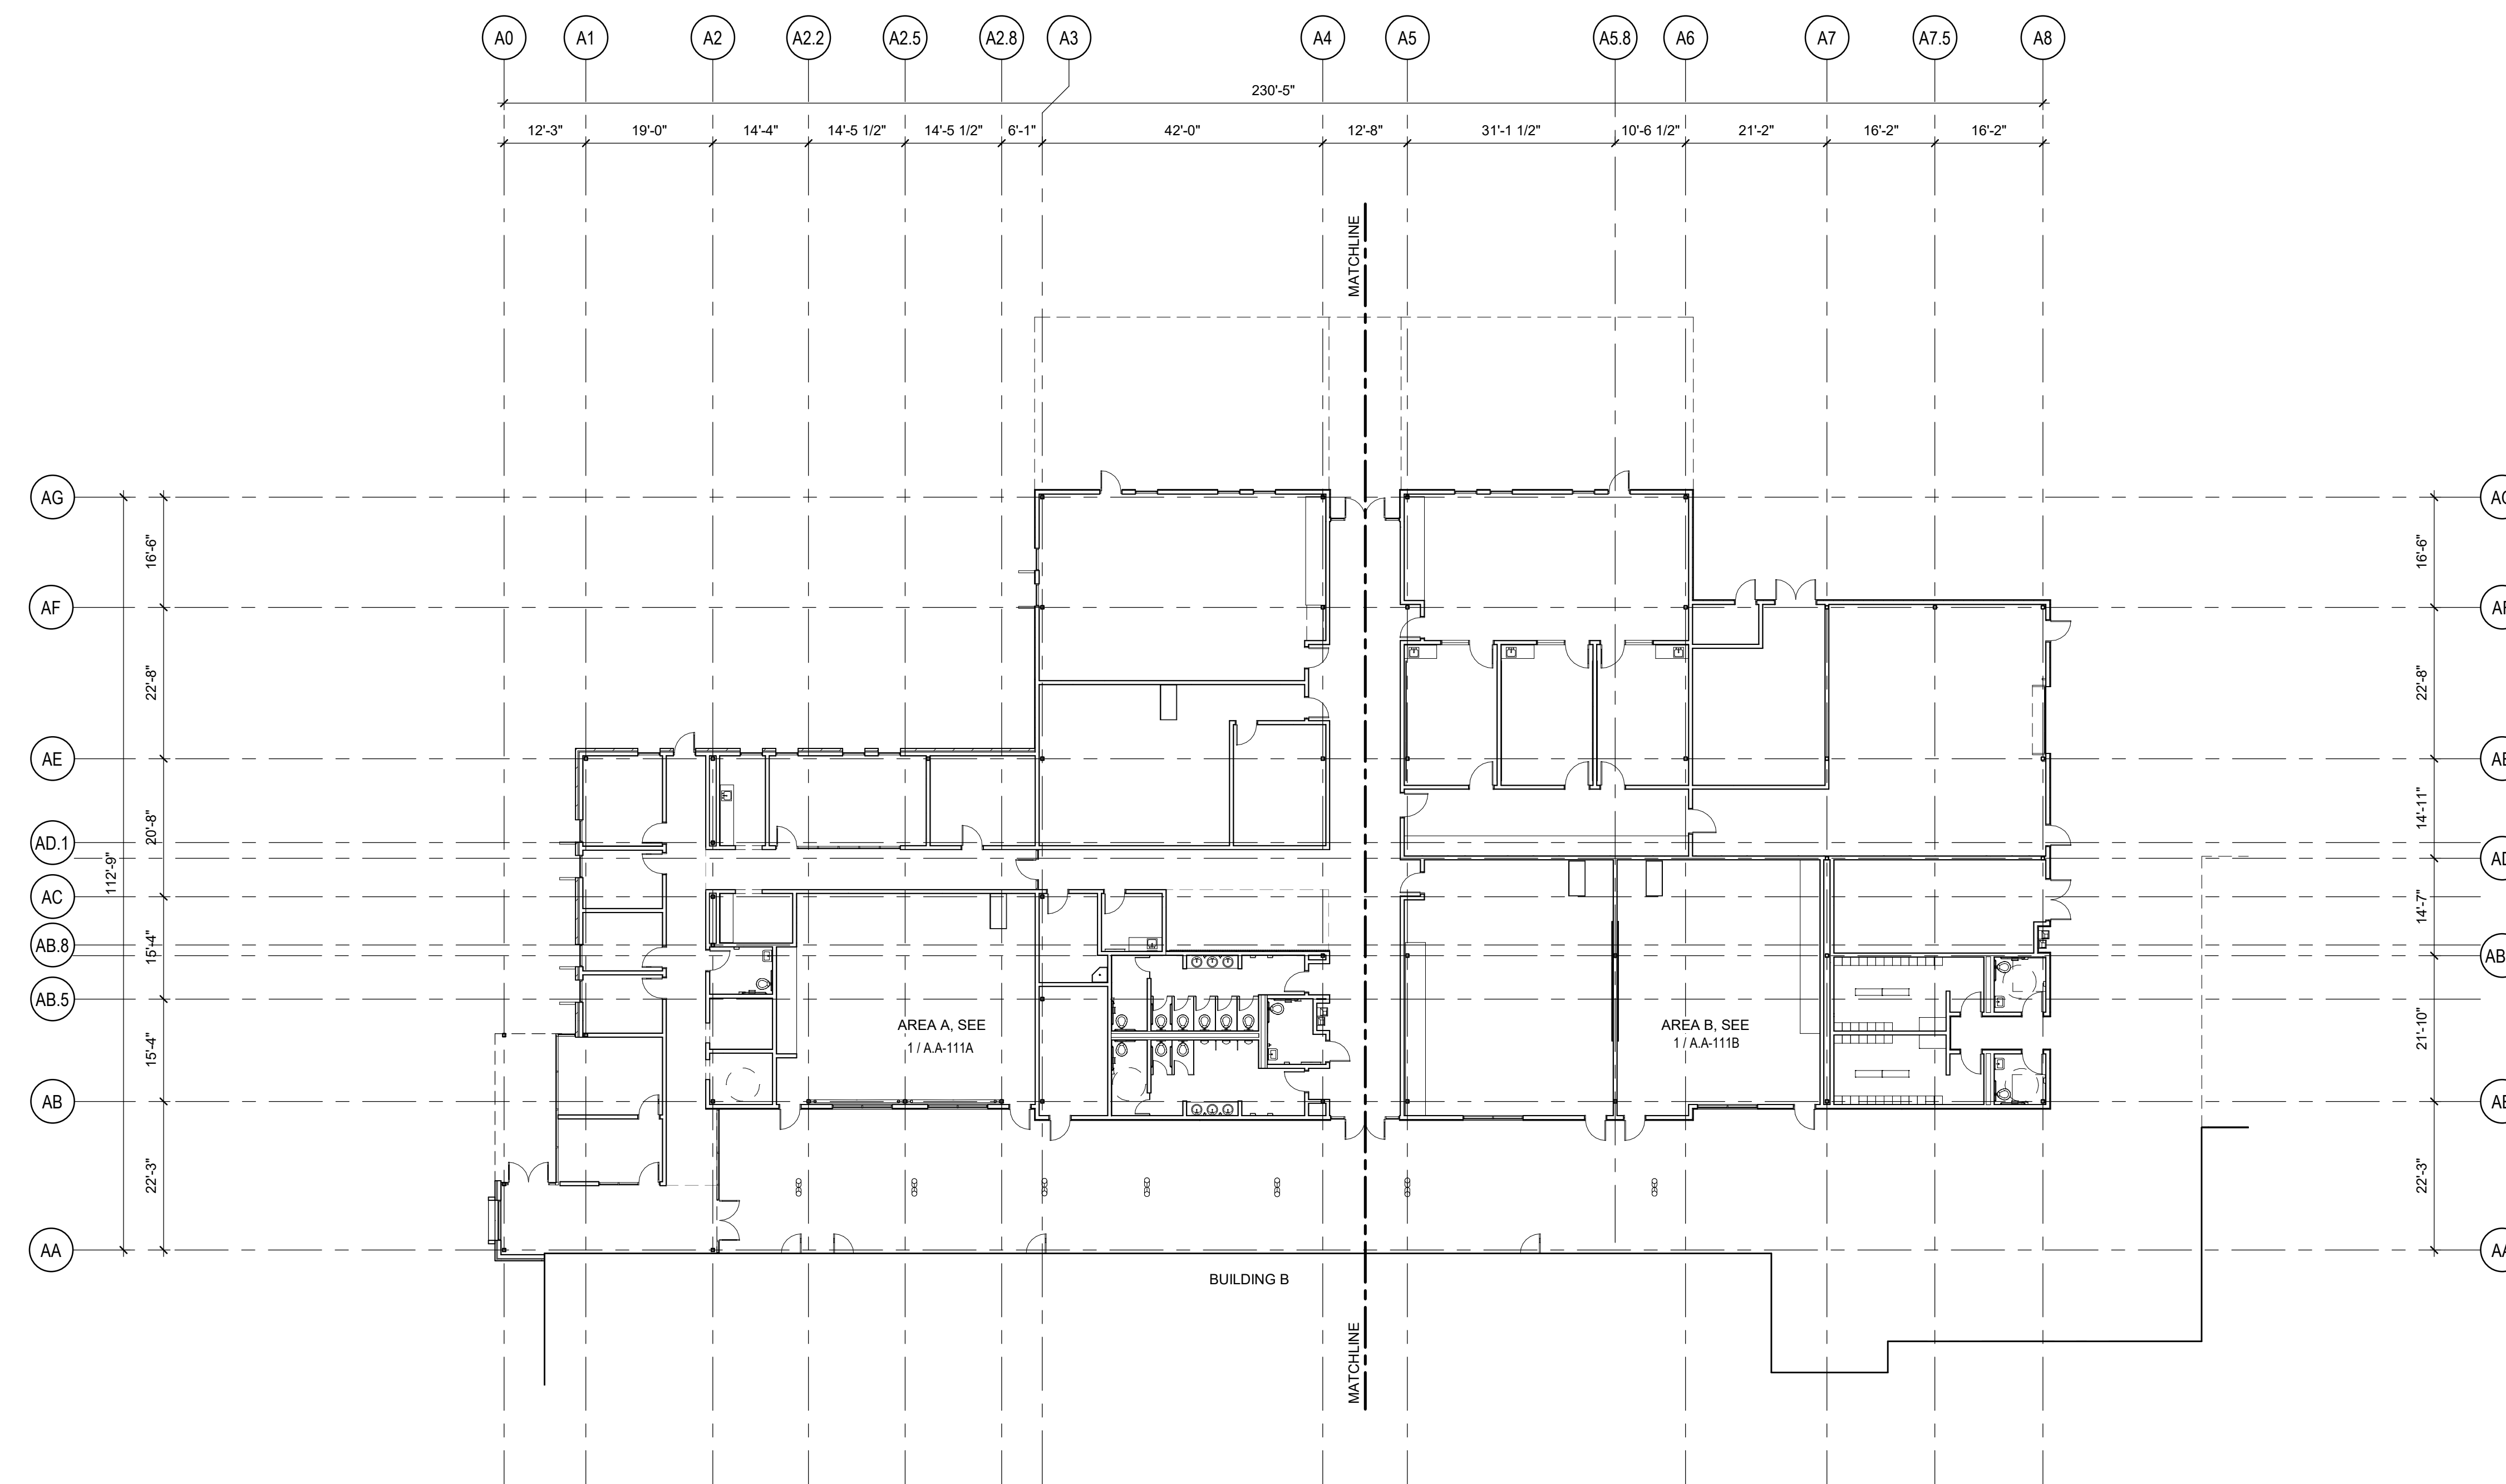 A0 A1 A2 A2.2 A2.5 A2.8 A3 A4 A5 A5.8 A6 A7 A7.5 A8
230'-5"
12'-3" 19'-0" 14'-4" 14'-5 1/2" 14'-5 1/2" 6'-1" 42'-0" 12'-8" 31'-1 1/2" 10'-6 1/2" 21'-2" 16'-2" 16'-2"
MATCHLINE
AG
16'-6"
16'-6"
AF
22'-8"
22'-8"
AE
20'-8"
14'-11"
AD.1
112'-9"
AC
14'-7"
AB.8
15'-4"
AB.5
AREA A, SEE
1 / A.A-111A
AREA B, SEE
1 / A.A-111B
15'-4"
21'-10"
AB
22'-3"
22'-3"
AA
BUILDING B
MATCHLINE